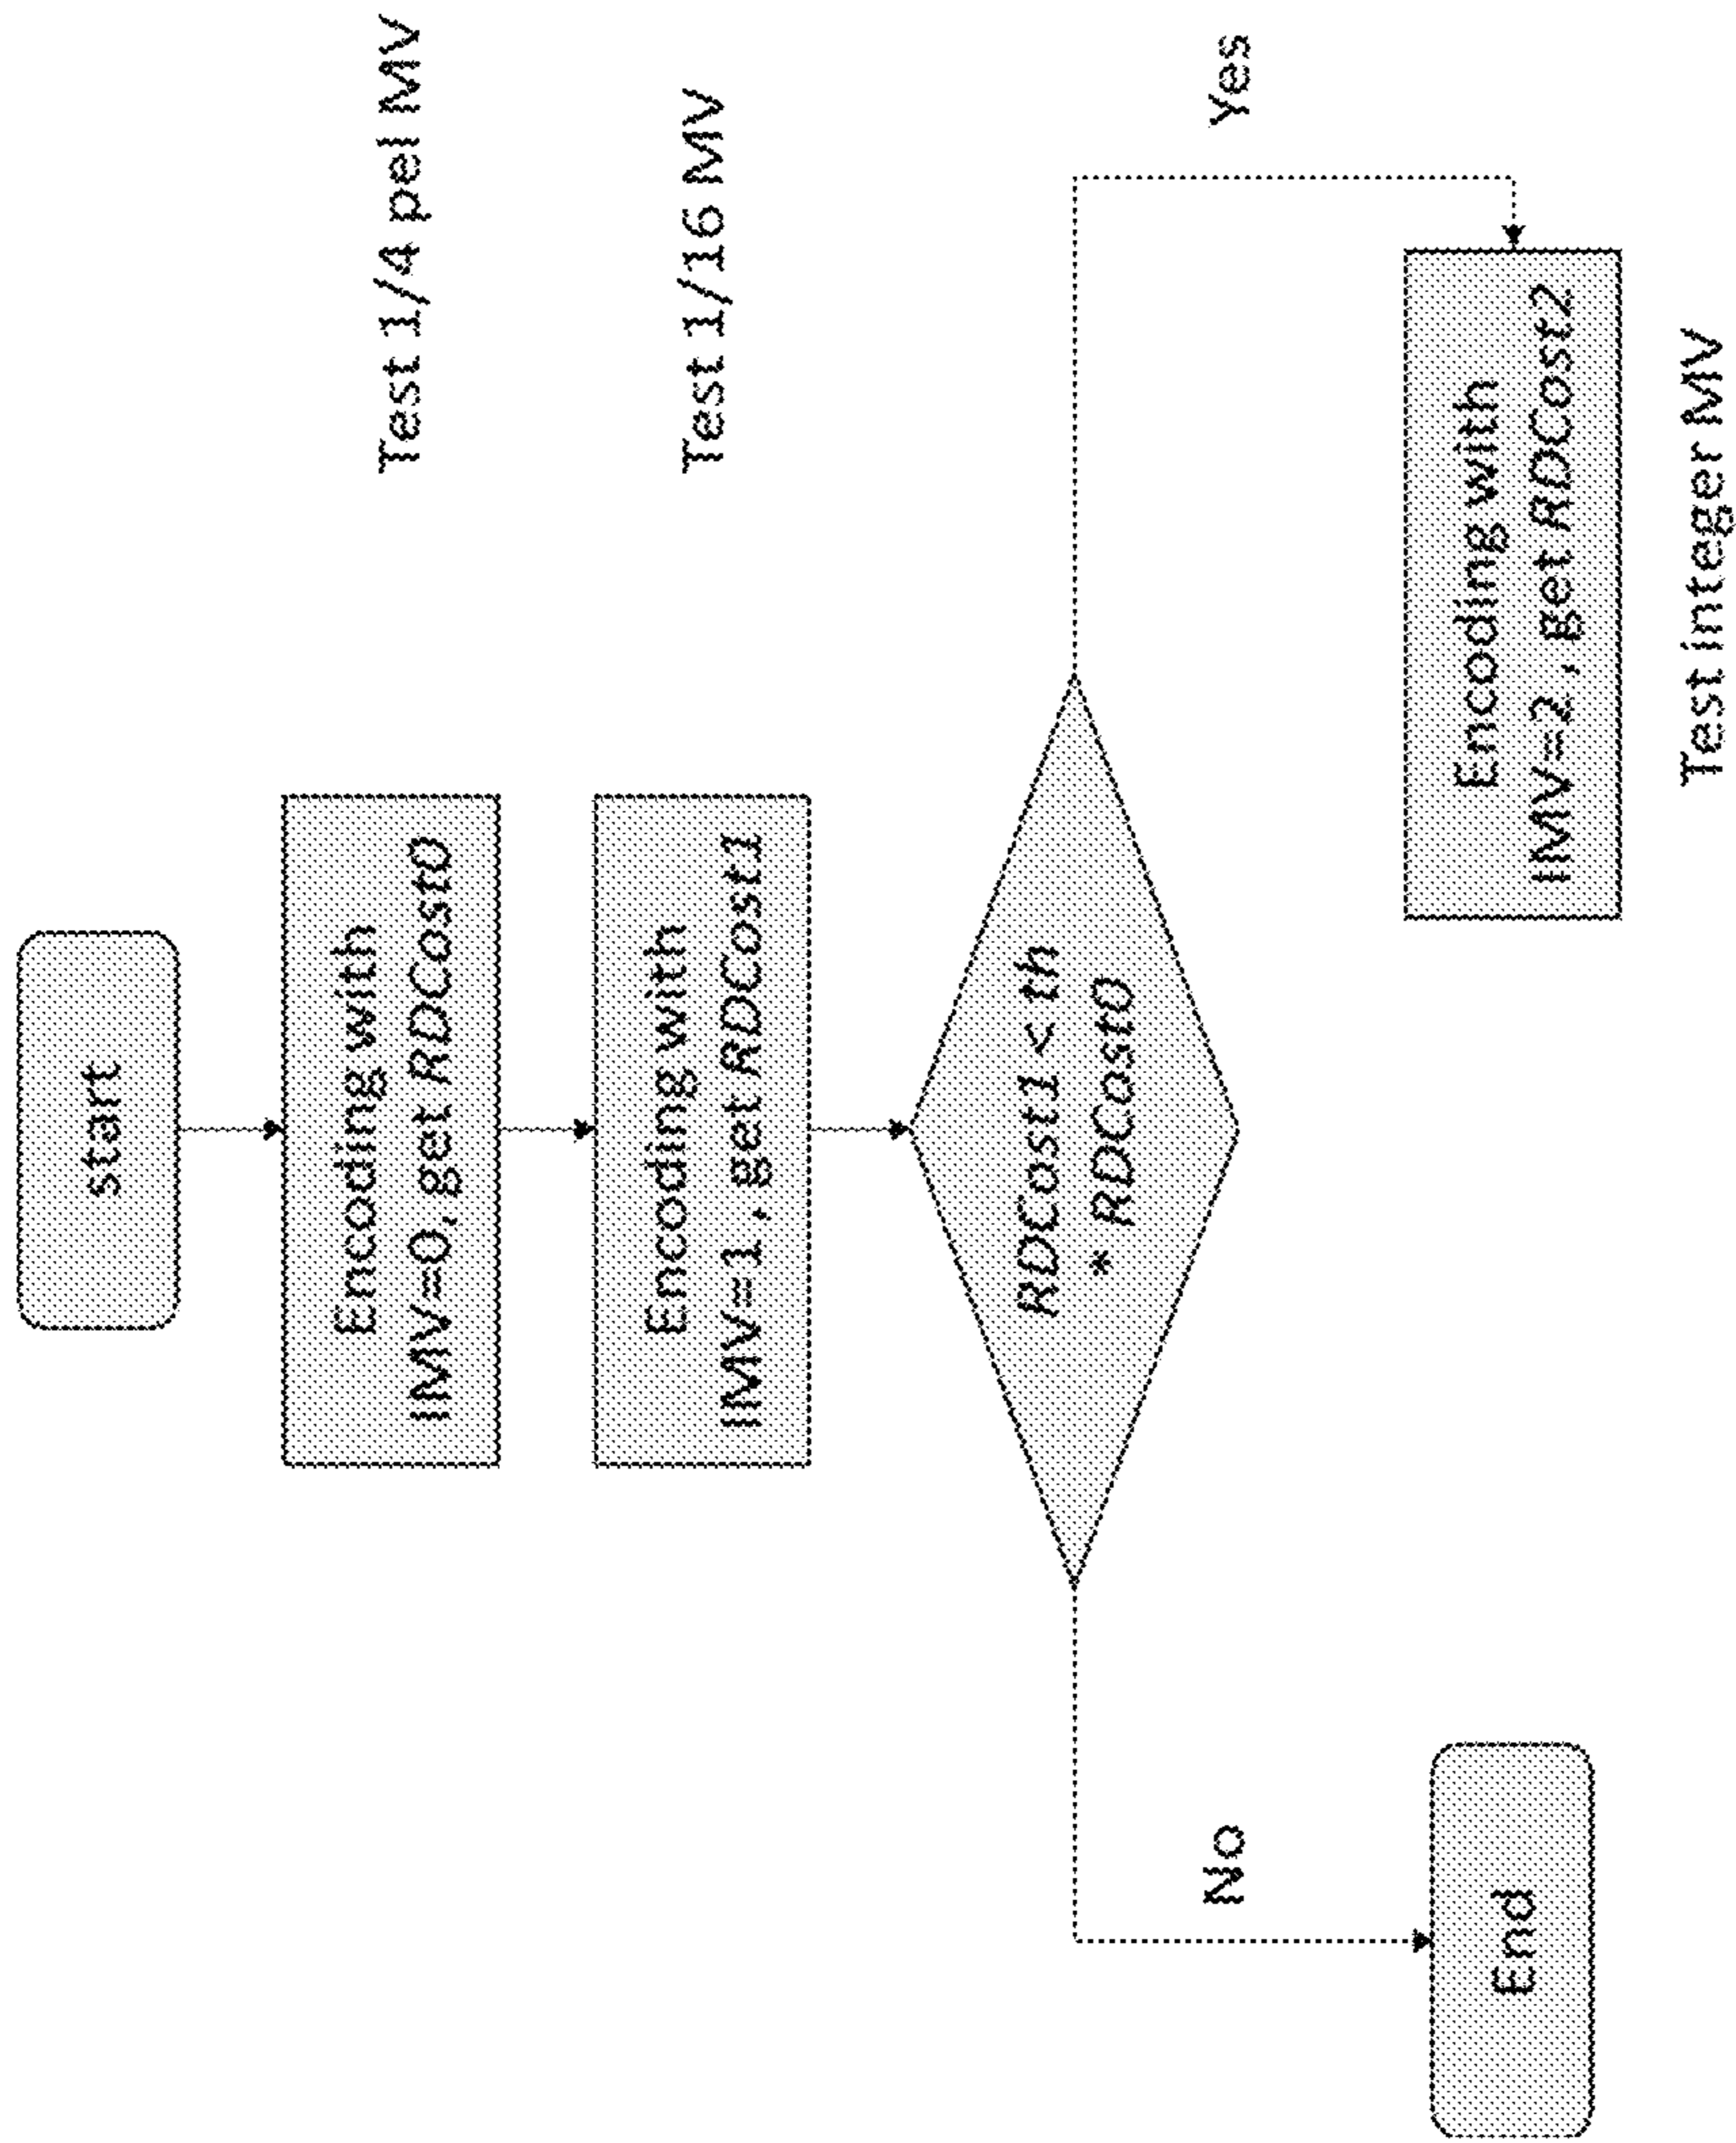 start
Encoding with
IMV=0, get RDCost0
Test 1/4 pel MV
Encoding with
IMV=1 , get RDCost1
Test 1/16 MV
RDCost1 < th
* RDCost0
No
Yes
End
Encoding with
IMV=2 , get RDCost2
Test integer MV